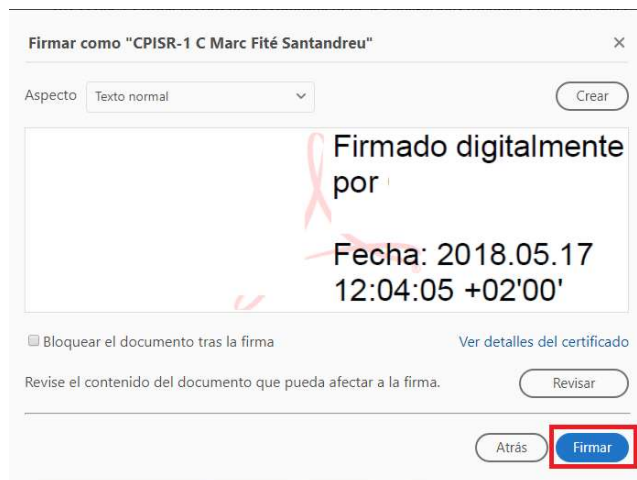 Firmar como "CPISR-1 C Marc Fité Santandreu"
Aspecto Texto normal Crear
Firmado digitalmente
por
Fecha: 2018.05.17
12:04:05 +02'00'
Bloquear el documento tras la firma Ver detalles del certificado
Revise el contenido del documento que pueda afectar a la firma. Revisar
Atrás Firmar